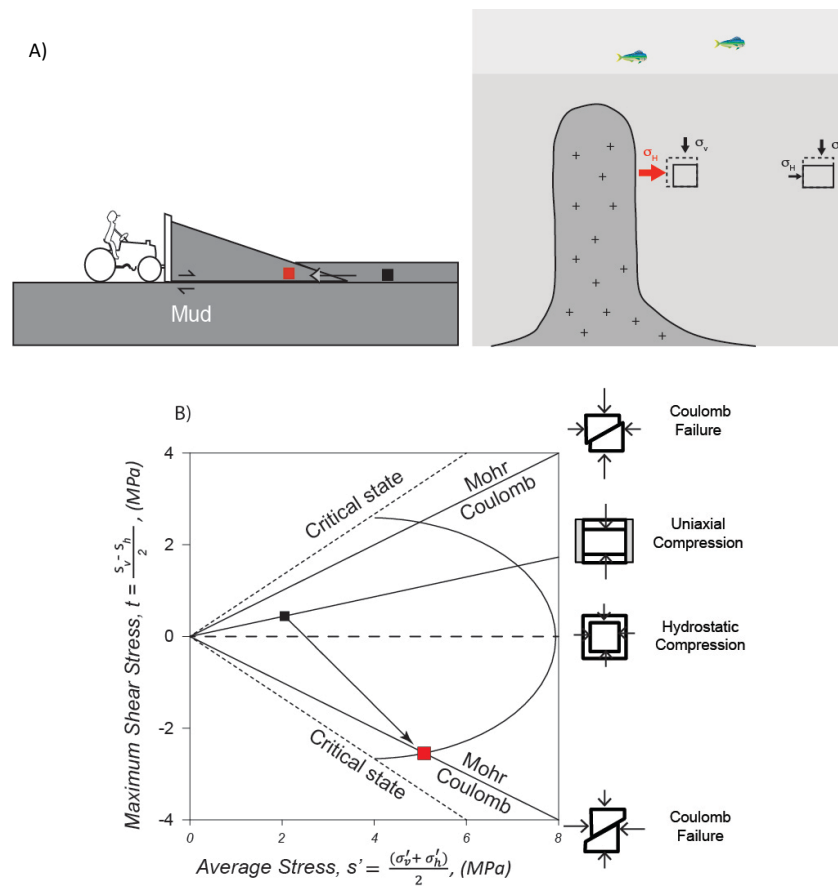 A)
Mud
σH
σv
σH
σ
B)
Coulomb
Failure
Uniaxial
Compression
Hydrostatic
Compression
Coulomb
Failure
Critical state
Mohr
Coulomb
Critical state
Mohr
Coulomb
4
2
0
-2
-4
0
2
4
6
8
Maximum Shear Stress, t = (sv - sh)/2, (MPa)
Average Stress, s' = (σ'v + σ'h)/2, (MPa)